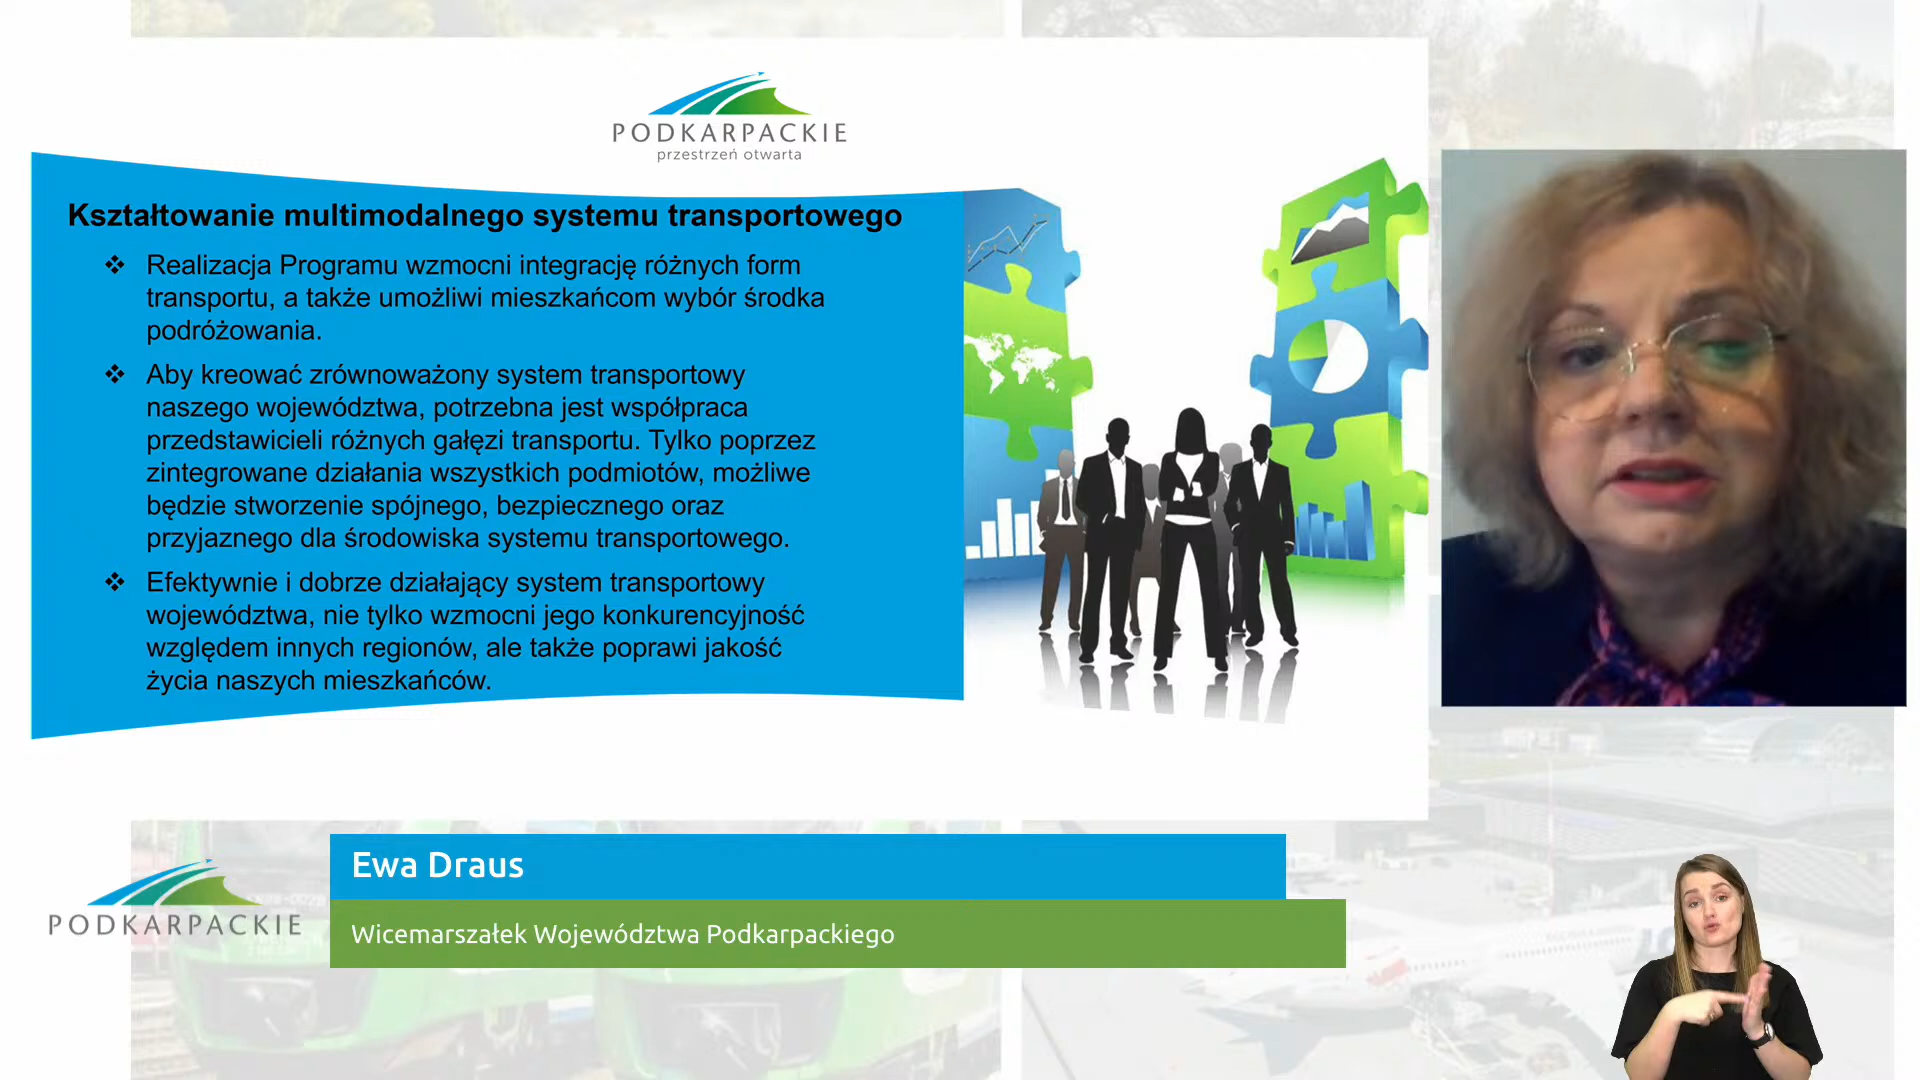 PODKARPACKIE
przestrzeń otwarta
Kształtowanie multimodalnego systemu transportowego
❖ Realizacja Programu wzmocni integrację różnych form
transportu, a także umożliwi mieszkańcom wybór środka
podróżowania.
❖ Aby kreować zrównoważony system transportowy
naszego województwa, potrzebna jest współpraca
przedstawicieli różnych gałęzi transportu. Tylko poprzez
zintegrowane działania wszystkich podmiotów, możliwe
będzie stworzenie spójnego, bezpiecznego oraz
przyjaznego dla środowiska systemu transportowego.
❖ Efektywnie i dobrze działający system transportowy
województwa, nie tylko wzmocni jego konkurencyjność
względem innych regionów, ale także poprawi jakość
życia naszych mieszkańców.
PODKARPACKIE
Ewa Draus
Wicemarszałek Województwa Podkarpackiego